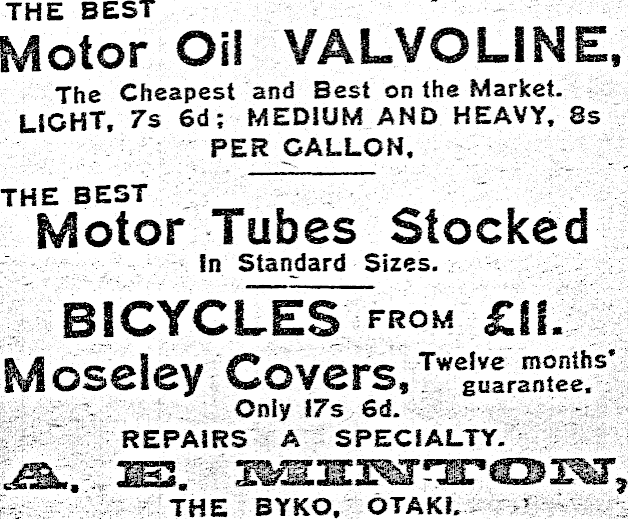 THE BEST
Motor Oil VALVOLINE,
The Cheapest and Best on the Market.
LIGHT, 7s 6d; MEDIUM AND HEAVY, 8s
PER GALLON,
THE BEST
Motor Tubes Stocked
In Standard Sizes.
BICYCLES FROM £11.
Moseley Covers, Twelve months' guarantee.
Only 17s 6d.
REPAIRS A SPECIALTY.
A. E. MINTON,
THE BYKO, OTAKI.